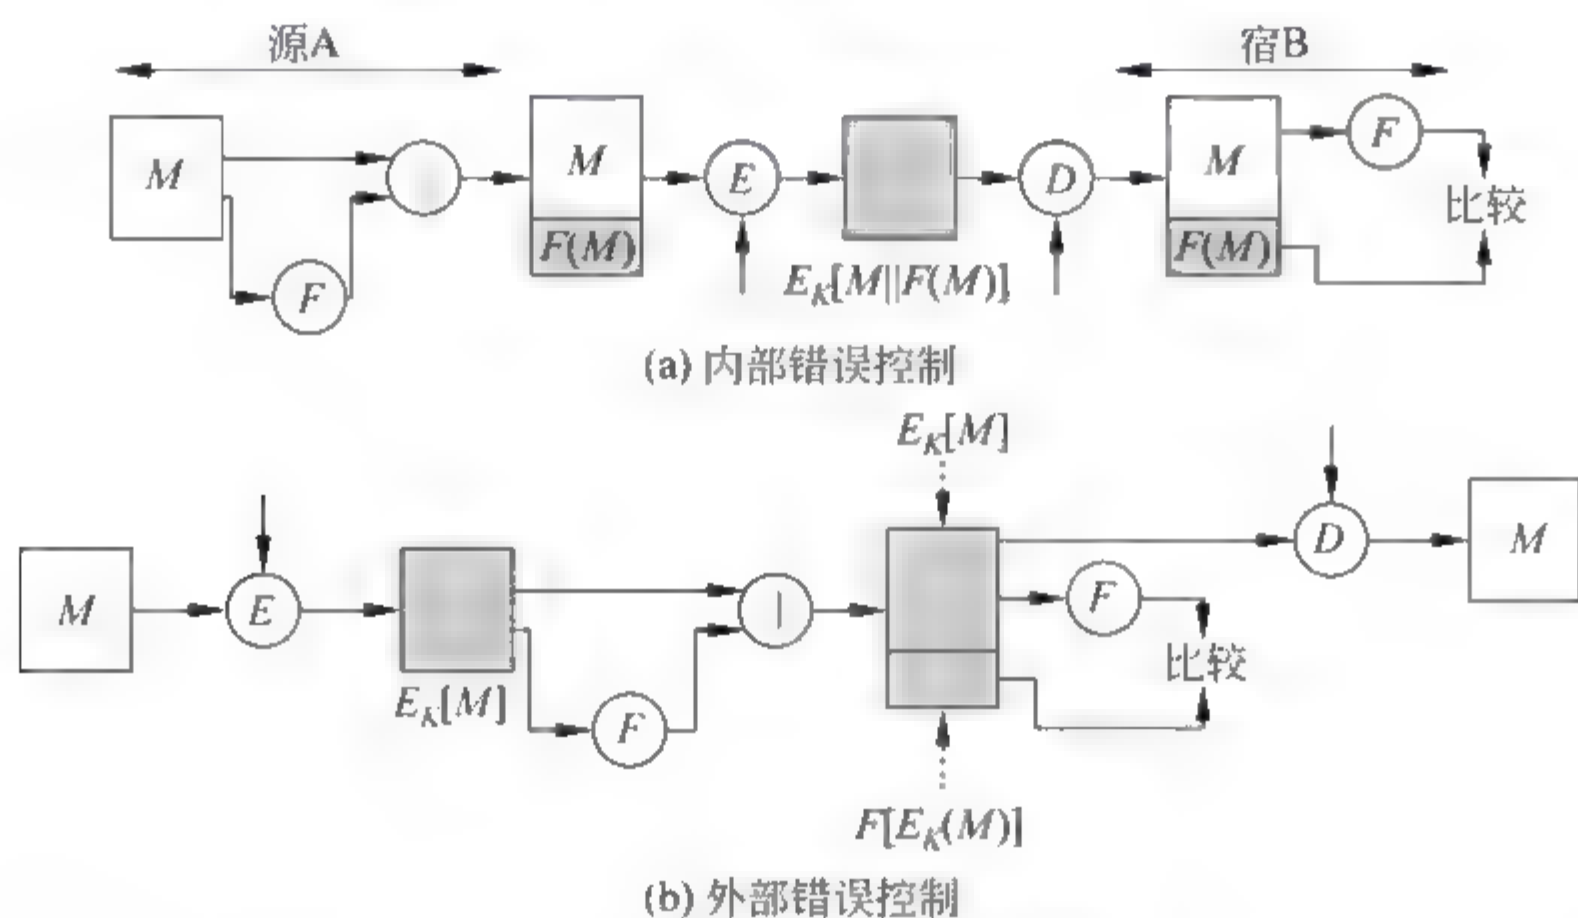 源A
宿B
M
F
M
F(M)
E
E_K[M||F(M)]
D
M
F(M)
F
比较
(a) 内部错误控制
M
E
E_K[M]
F
|
E_K[M]
F[E_K(M)]
F
比较
D
M
(b) 外部错误控制